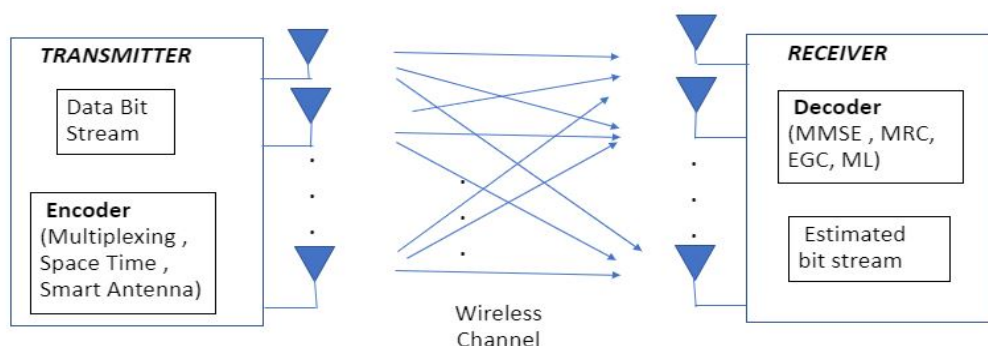 TRANSMITTER
Data Bit
Stream
Encoder
(Multiplexing ,
Space Time ,
Smart Antenna)
Wireless
Channel
RECEIVER
Decoder
(MMSE , MRC,
EGC, ML)
Estimated
bit stream